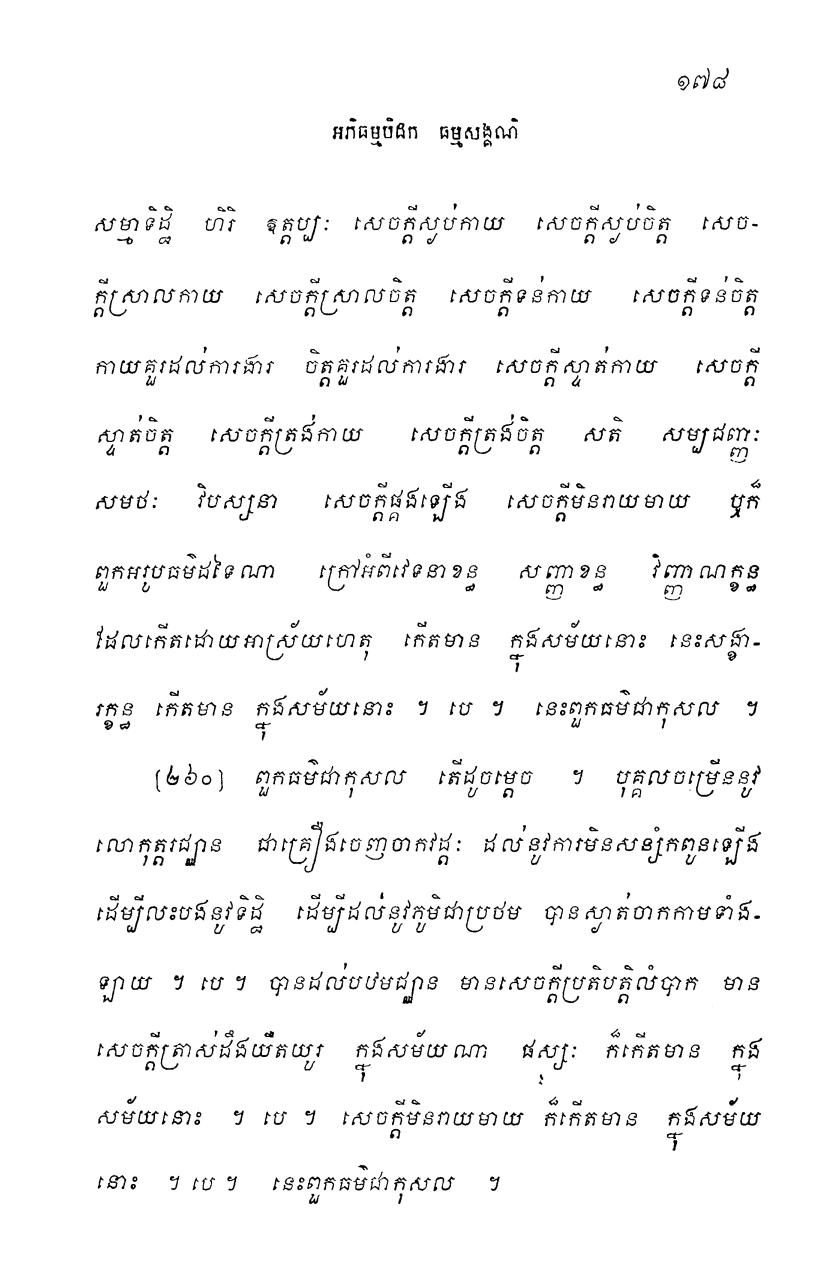 ១៧៨
អភិធម្មបិដក ធម្មសង្គណិ
សម្មាទិដ្ឋិ ហិរិ ឧត្តប្បៈ សេចក្តីស្ងប់កាយ សេចក្តីស្ងប់ចិត្ត សេច-
ក្តីស្រាលកាយ សេចក្តីស្រាលចិត្ត សេចក្តីទន់កាយ សេចក្តីទន់ចិត្ត
កាយគួរដល់ការងារ ចិត្តគួរដល់ការងារ សេចក្តីស្ទាត់កាយ សេចក្តី
ស្ទាត់ចិត្ត សេចក្តីត្រង់កាយ សេចក្តីត្រង់ចិត្ត សតិ សម្បជញ្ញៈ
សមថៈ វិបស្សនា សេចក្តីផ្គងឡើង សេចក្តីមិនរាយមាយ ឬក៏
ពួកអរូបធម៌ដទៃណា ក្រៅអំពីវេទនាខន្ធ សញ្ញាខន្ធ វិញ្ញាណក្ខន្ធ
ដែលកើតដោយអាស្រ័យហេតុ កើតមាន ក្នុងសម័យនោះ នេះសង្ខា-
រក្ខន្ធ កើតមាន ក្នុងសម័យនោះ ។ បេ ។ នេះពួកធម៌ជាកុសល ។
[២៦០] ពួកធម៌ជាកុសល តើដូចម្តេច ។ បុគ្គលចម្រើននូវ
លោកុត្តរជ្ឈាន ជាគ្រឿងចេញចាកវដ្តៈ ដល់នូវការមិនសន្សំកពូនឡើង
ដើម្បីលះបង់នូវទិដ្ឋិ ដើម្បីដល់នូវភូមិជាប្រថម បានស្ងាត់ចាកកាមទាំង-
ឡាយ ។ បេ ។ បានដល់បឋមជ្ឈាន មានសេចក្តីប្រតិបត្តិលំបាក មាន
សេចក្តីត្រាស់ដឹងយឺតយូរ ក្នុងសម័យណា ផស្សៈ ក៏កើតមាន ក្នុង
សម័យនោះ ។ បេ ។ សេចក្តីមិនរាយមាយ ក៏កើតមាន ក្នុងសម័យ
នោះ ។ បេ ។ នេះពួកធម៌ជាកុសល ។